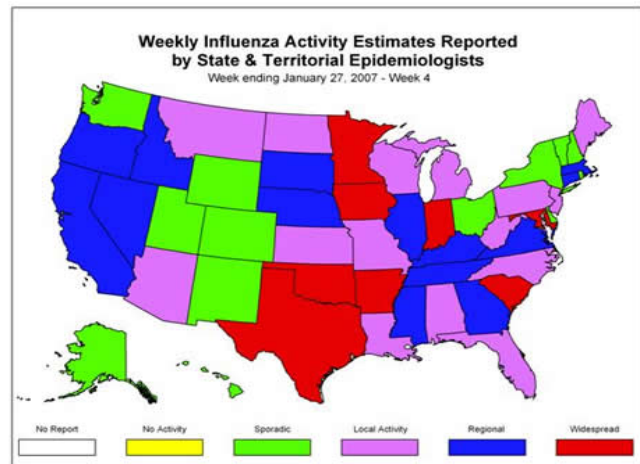 Weekly Influenza Activity Estimates Reported
by State & Territorial Epidemiologists
Week ending January 27, 2007 - Week 4
No Report
No Activity
Sporadic
Local Activity
Regional
Widespread